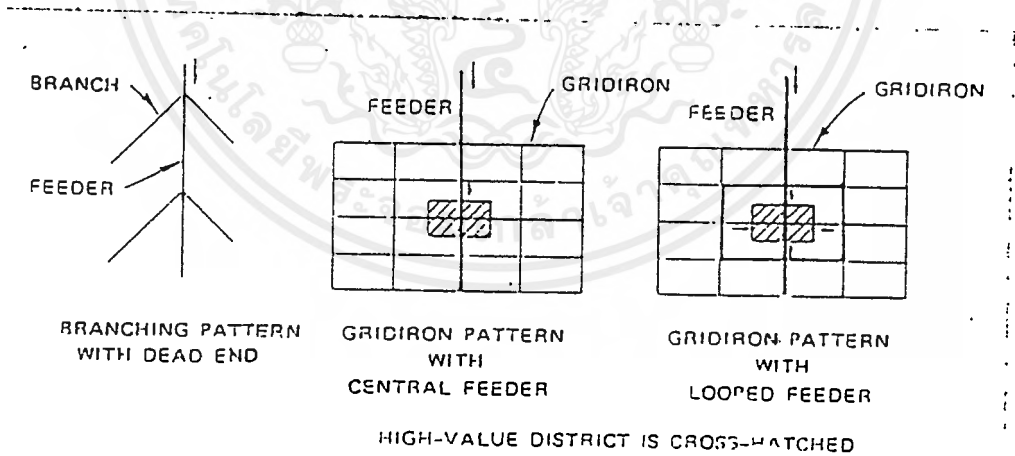 BRANCH
FEEDER
BRANCHING PATTERN
WITH DEAD END
FEEDER
GRIDIRON
GRIDIRON PATTERN
WITH
CENTRAL FEEDER
FEEDER
GRIDIRON
GRIDIRON PATTERN
WITH
LOOPED FEEDER
HIGH-VALUE DISTRICT IS CROSS-HATCHED